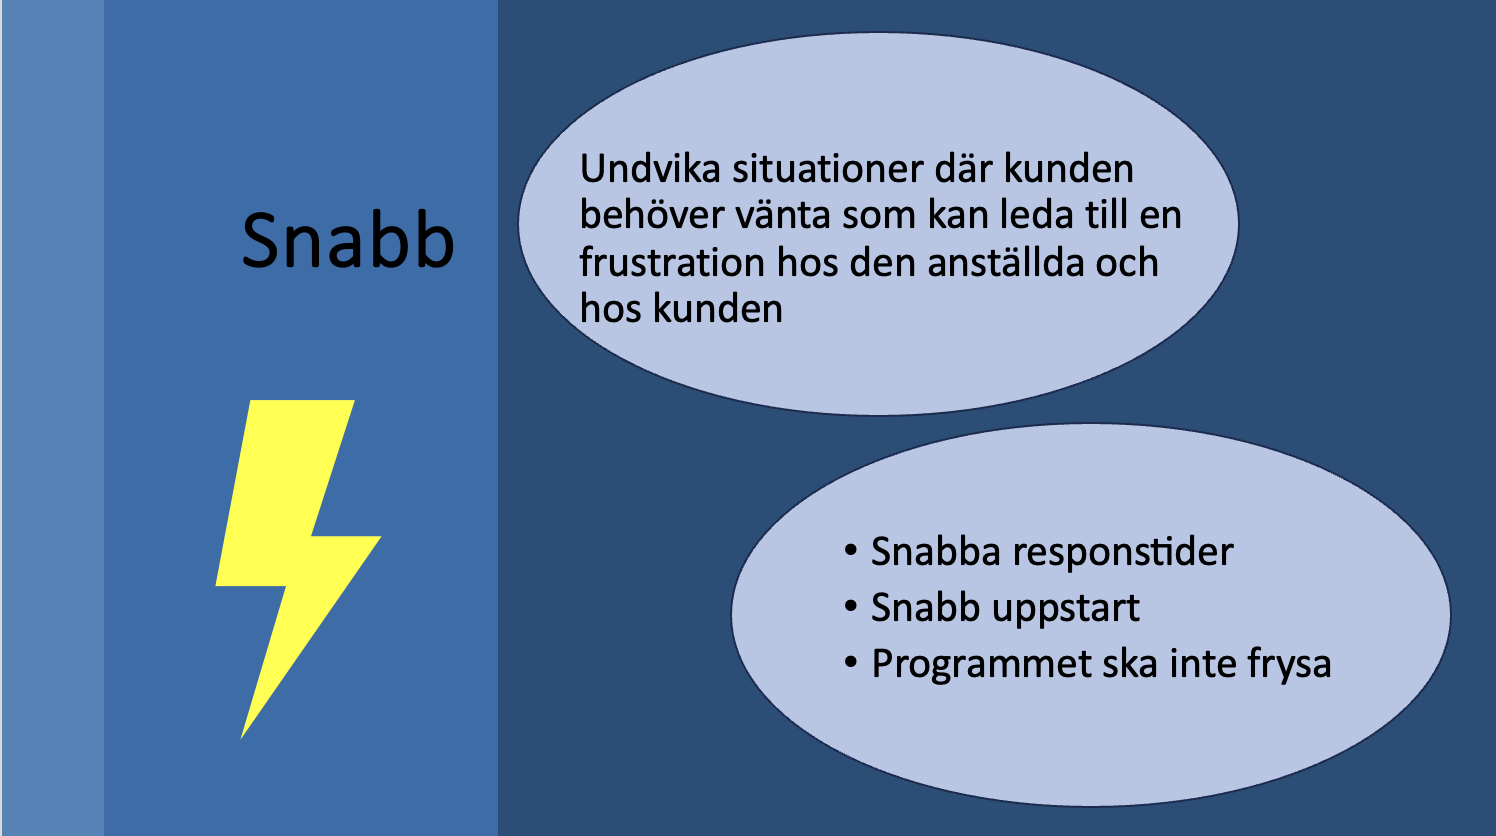 Snabb
Undvika situationer där kunden
behöver vänta som kan leda till en
frustration hos den anställda och
hos kunden
• Snabba responstider
• Snabb uppstart
• Programmet ska inte frysa